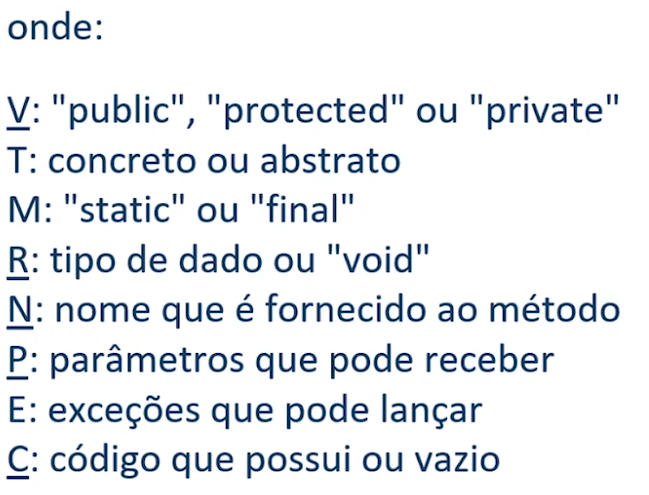 onde:
V: "public", "protected" ou "private"
T: concreto ou abstrato
M: "static" ou "final"
R: tipo de dado ou "void"
N: nome que é fornecido ao método
P: parâmetros que pode receber
E: exceções que pode lançar
C: código que possui ou vazio